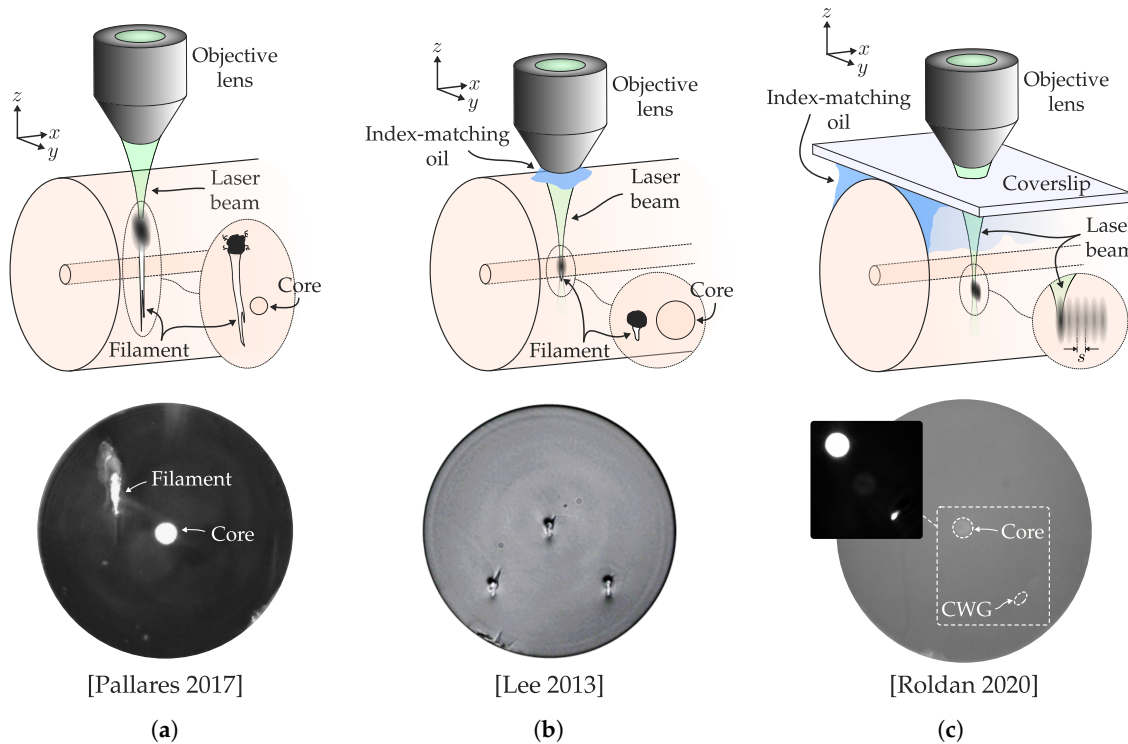 z
x
y
Objective
lens
Laser
beam
Core
Filament
z
x
y
Objective
lens
Index-matching
oil
Laser
beam
Core
Filament
z
x
y
Index-matching
oil
Objective
lens
Coverslip
Laser
beam
s
Filament
Core
Core
CWG
[Pallares 2017]
[Lee 2013]
[Roldan 2020]
(a)
(b)
(c)